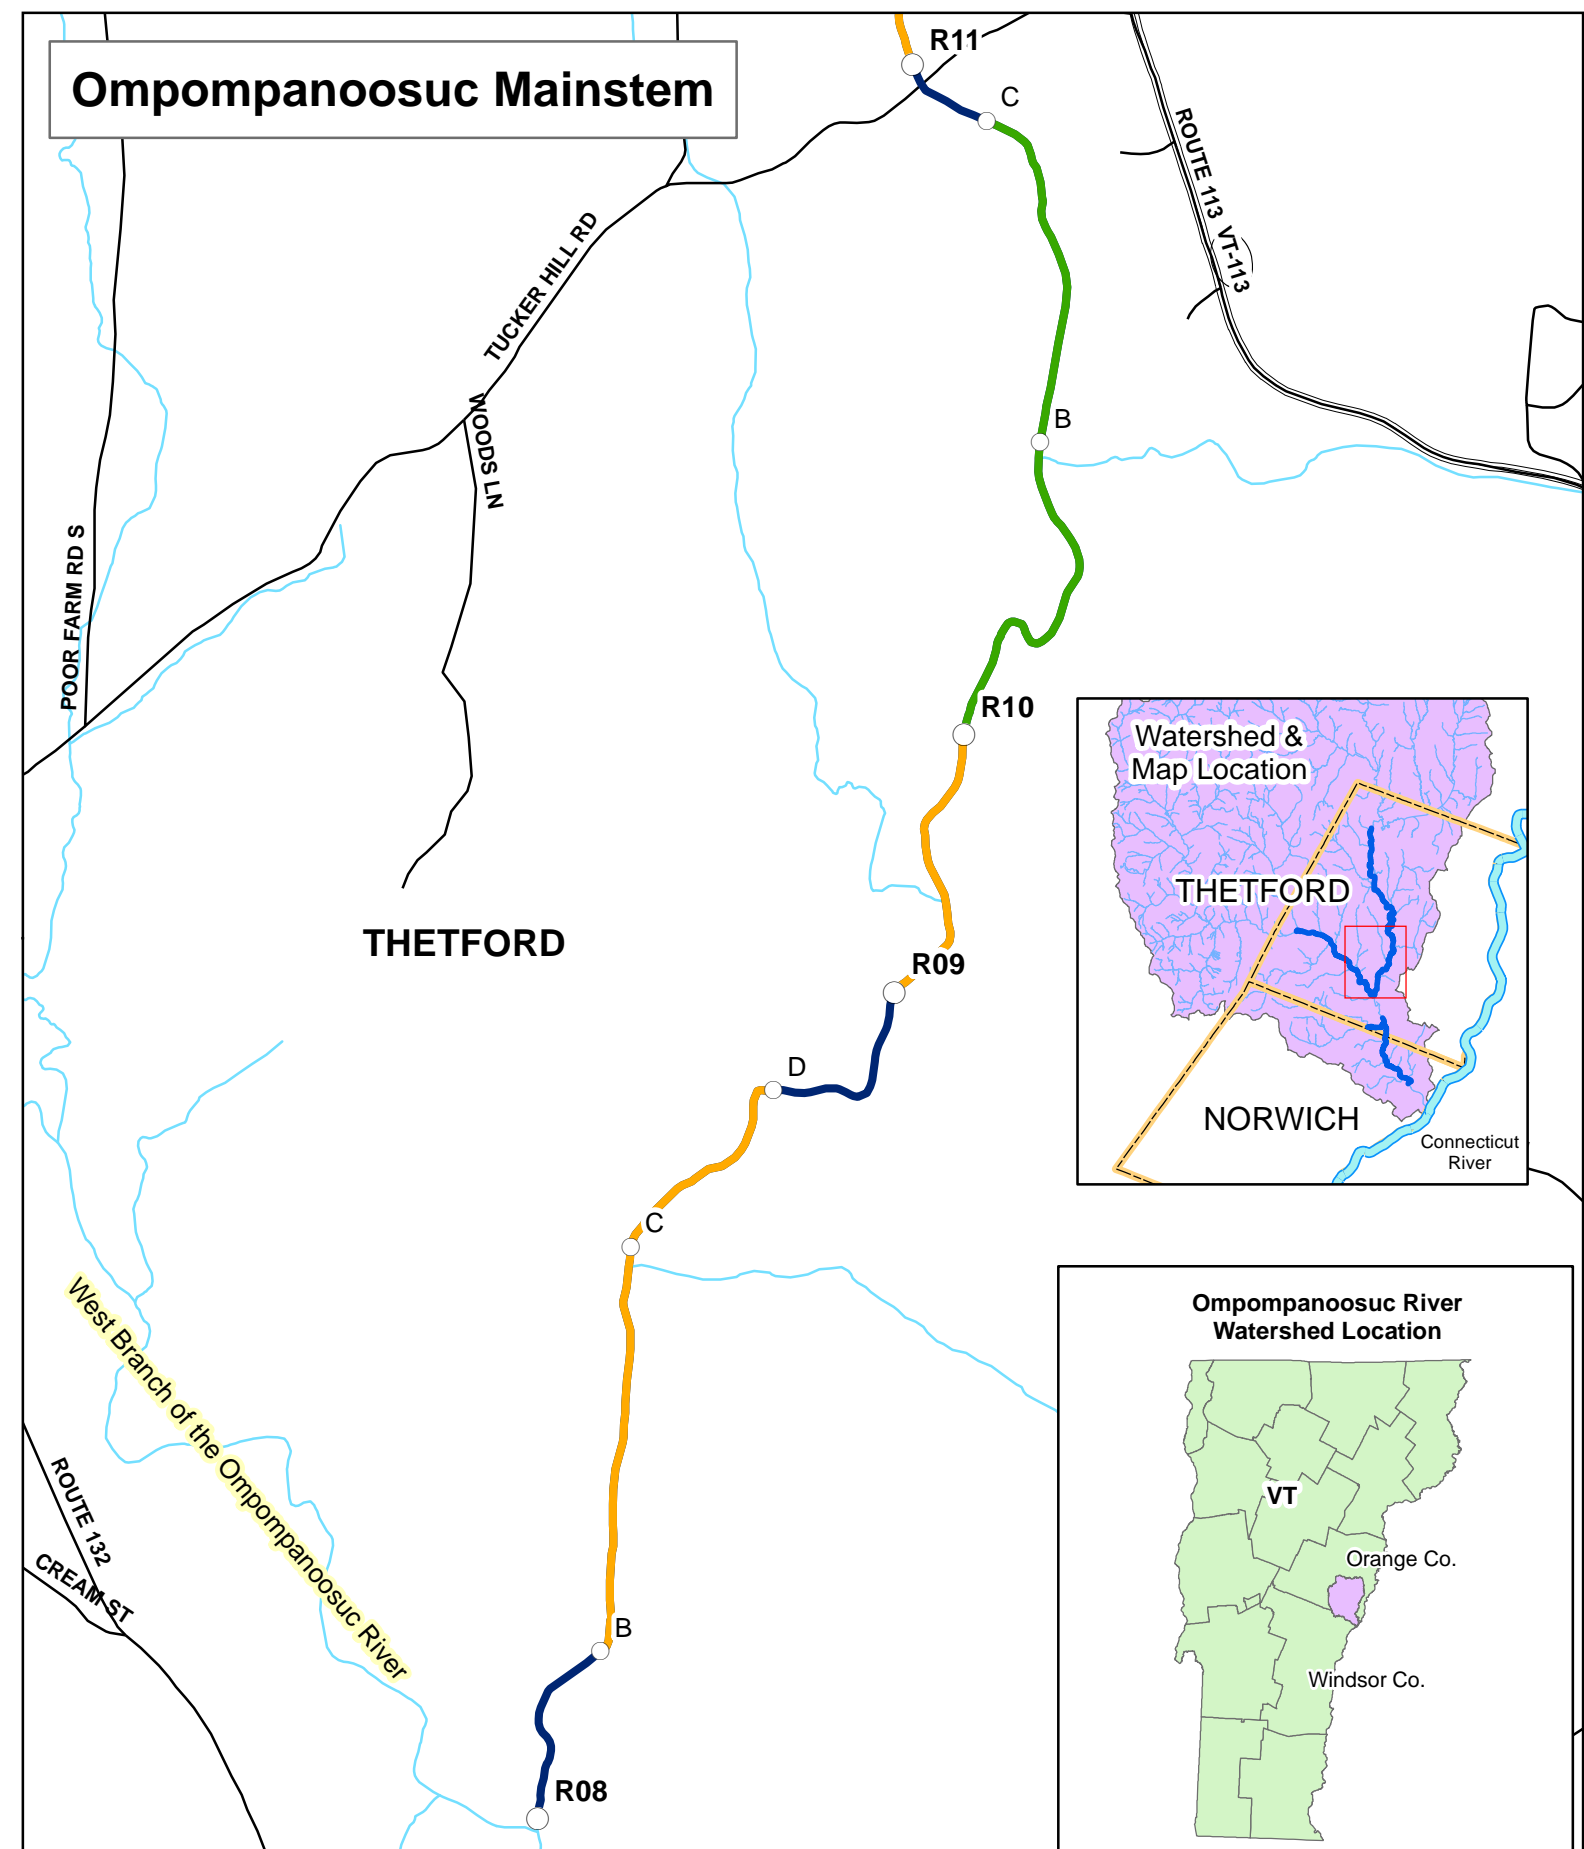 Ompompanoosuc Mainstem
R11
C
ROUTE 113
VT-113
TUCKER HILL RD
WOODS LN
B
POOR FARM RD S
R10
Watershed &
Map Location
THETFORD
NORWICH
Connecticut
River
THETFORD
R09
D
C
West Branch of the Ompompanoosuc River
ROUTE 132
CREAM ST
B
R08
Ompompanoosuc River
Watershed Location
VT
Orange Co.
Windsor Co.